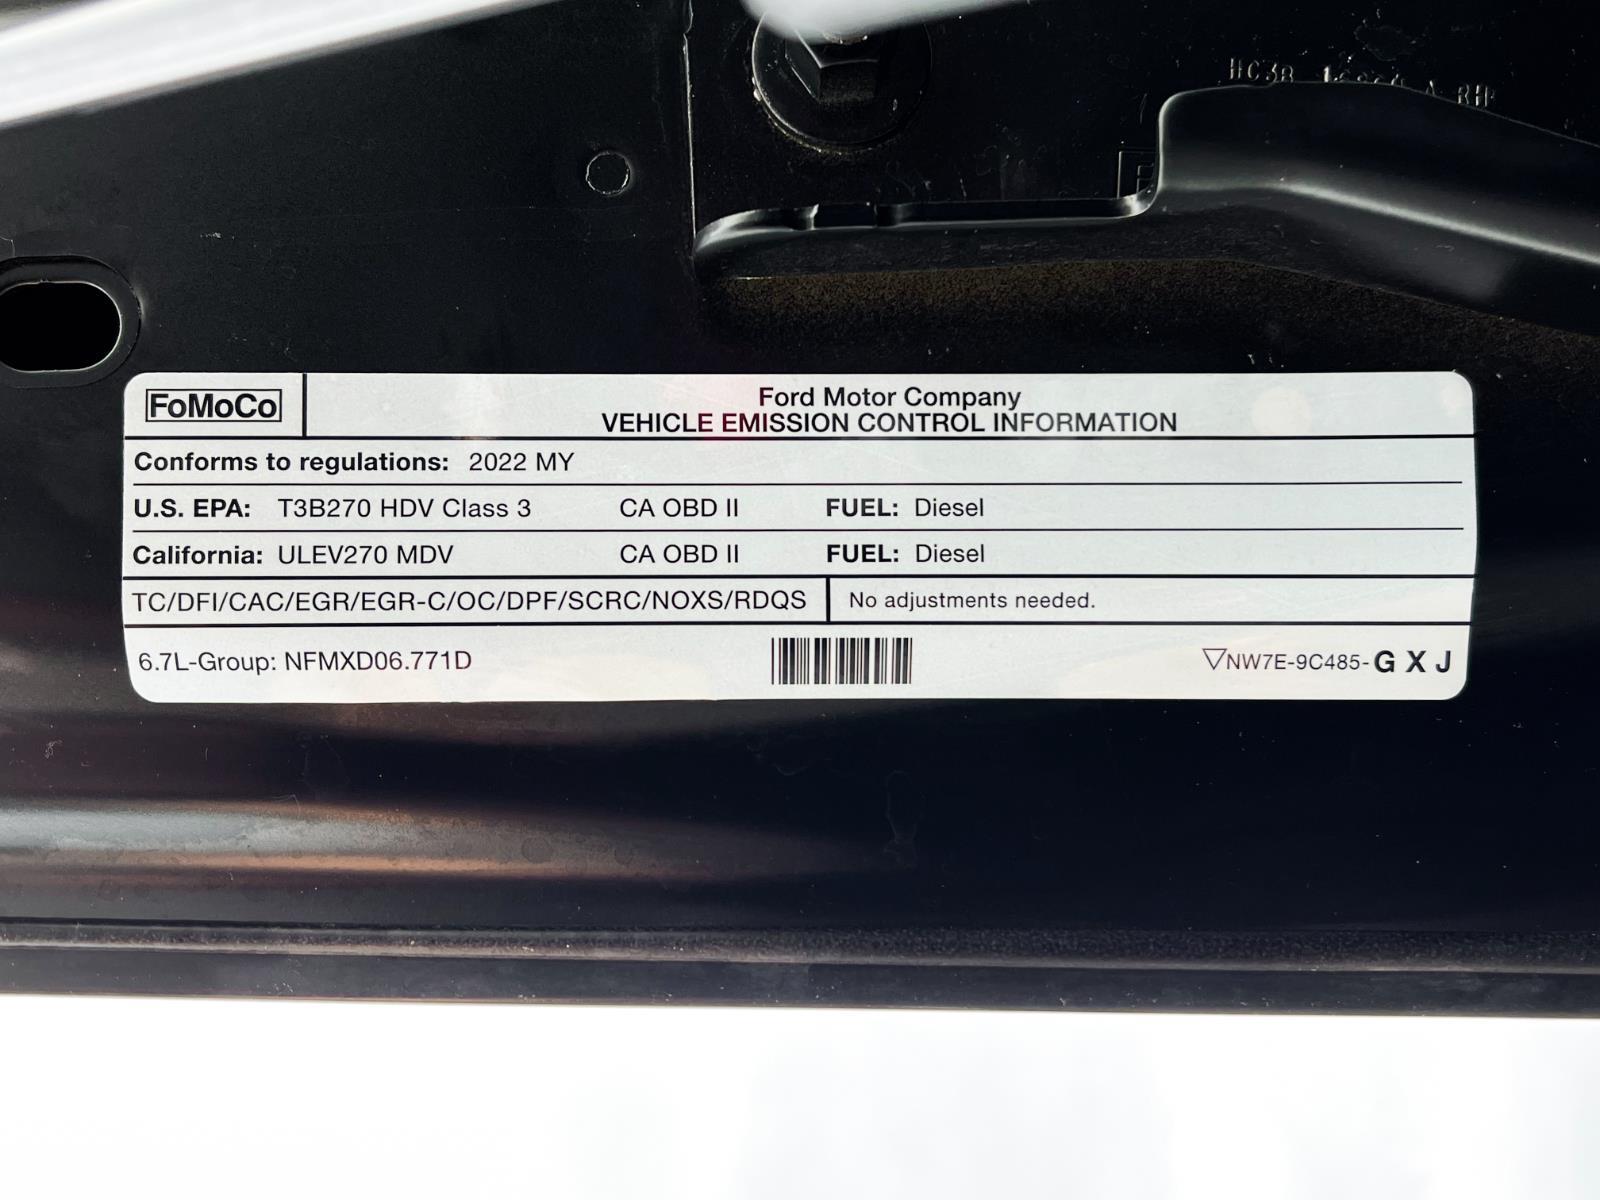 HC3B
FoMoCo
Ford Motor Company
VEHICLE EMISSION CONTROL INFORMATION
Conforms to regulations: 2022 MY
U.S. EPA: T3B270 HDV Class 3 CA OBD II FUEL: Diesel
California: ULEV270 MDV CA OBD II FUEL: Diesel
TC/DFI/CAC/EGR/EGR-C/OC/DPF/SCRC/NOXS/RDQS No adjustments needed.
6.7L-Group: NFMXD06.771D ▽NW7E-9C485-G X J